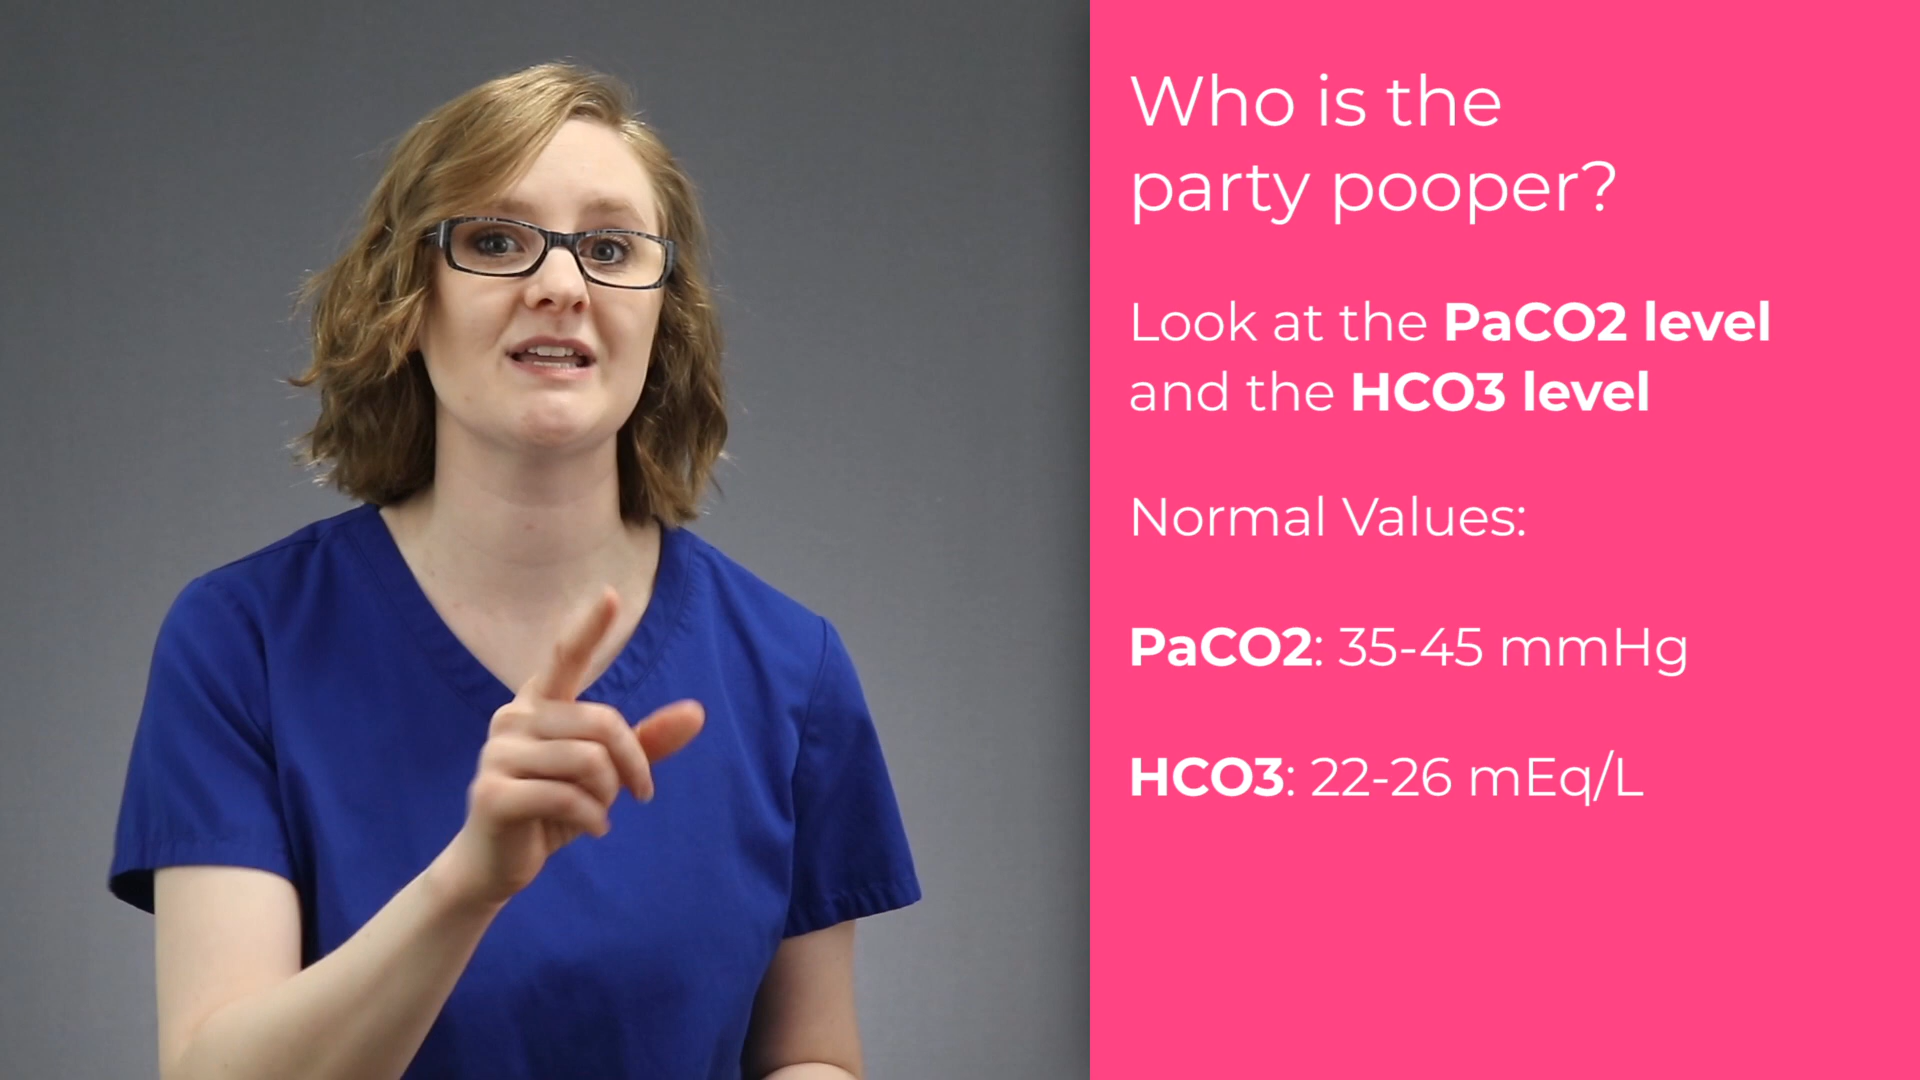 Who is the
party pooper?
Look at the PaCO2 level
and the HCO3 level
Normal Values:
PaCO2: 35-45 mmHg
HCO3: 22-26 mEq/L